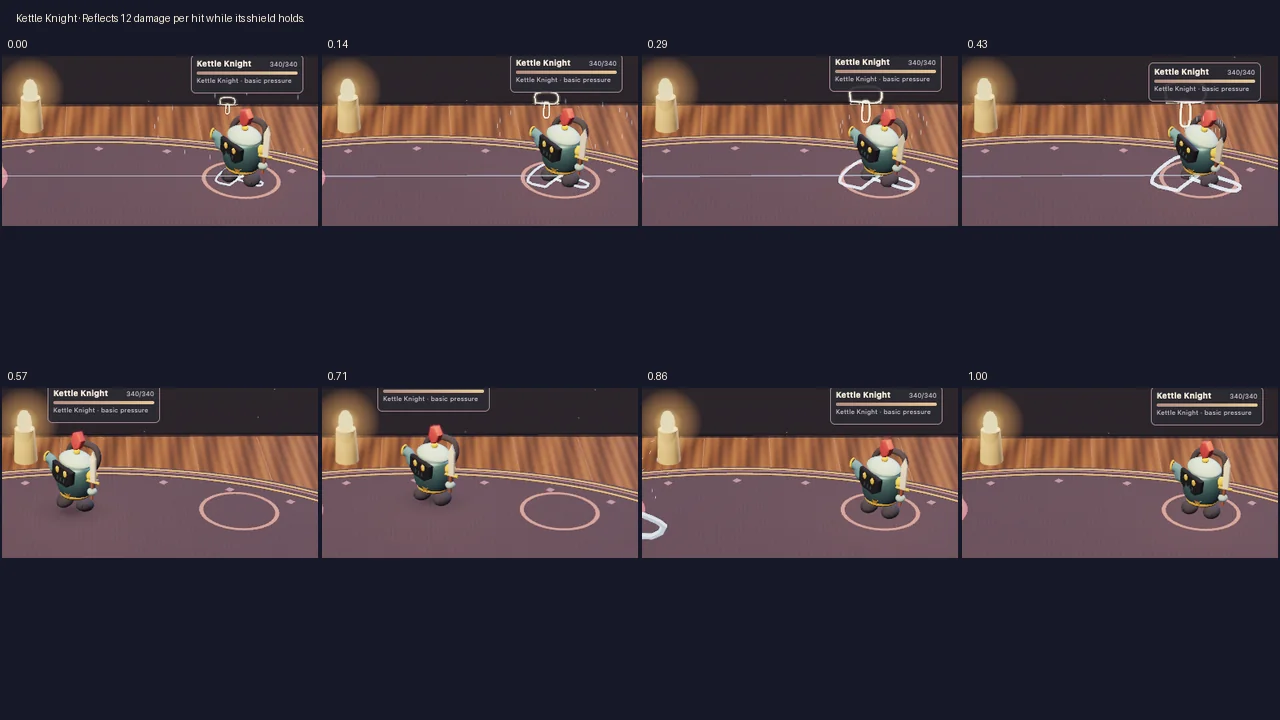 Kettle Knight · Reflects 12 damage per hit while its shield holds.
0.00
0.14
0.29
0.43
Kettle Knight 340/340
Kettle Knight · basic pressure
Kettle Knight 340/340
Kettle Knight · basic pressure
Kettle Knight 340/340
Kettle Knight · basic pressure
Kettle Knight 340/340
Kettle Knight · basic pressure
0.57
0.71
0.86
1.00
Kettle Knight 340/340
Kettle Knight · basic pressure
Kettle Knight · basic pressure
Kettle Knight 340/340
Kettle Knight · basic pressure
Kettle Knight 340/340
Kettle Knight · basic pressure